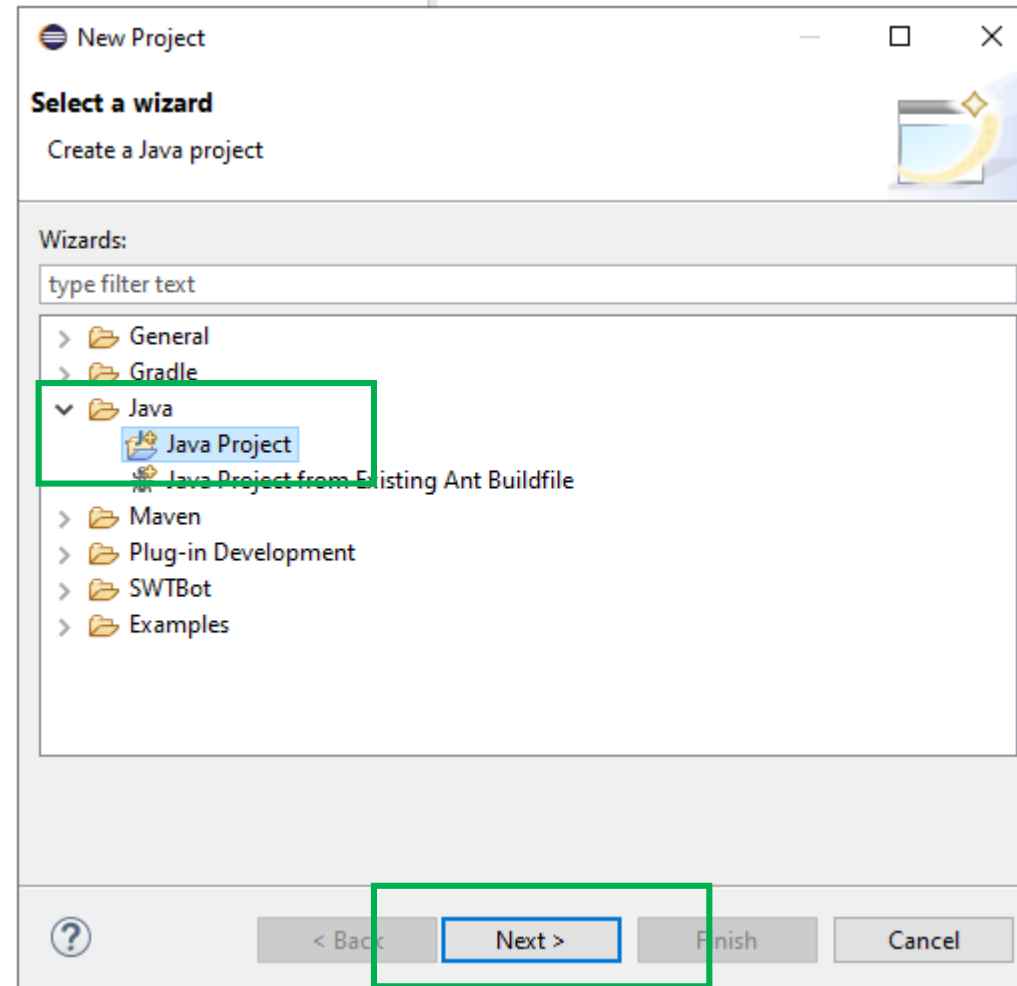 New Project
Select a wizard
Create a Java project
Wizards:
type filter text
General
Gradle
Java
Java Project
Java Project from Existing Ant Buildfile
Maven
Plug-in Development
SWTBot
Examples
? < Back Next > Finish Cancel